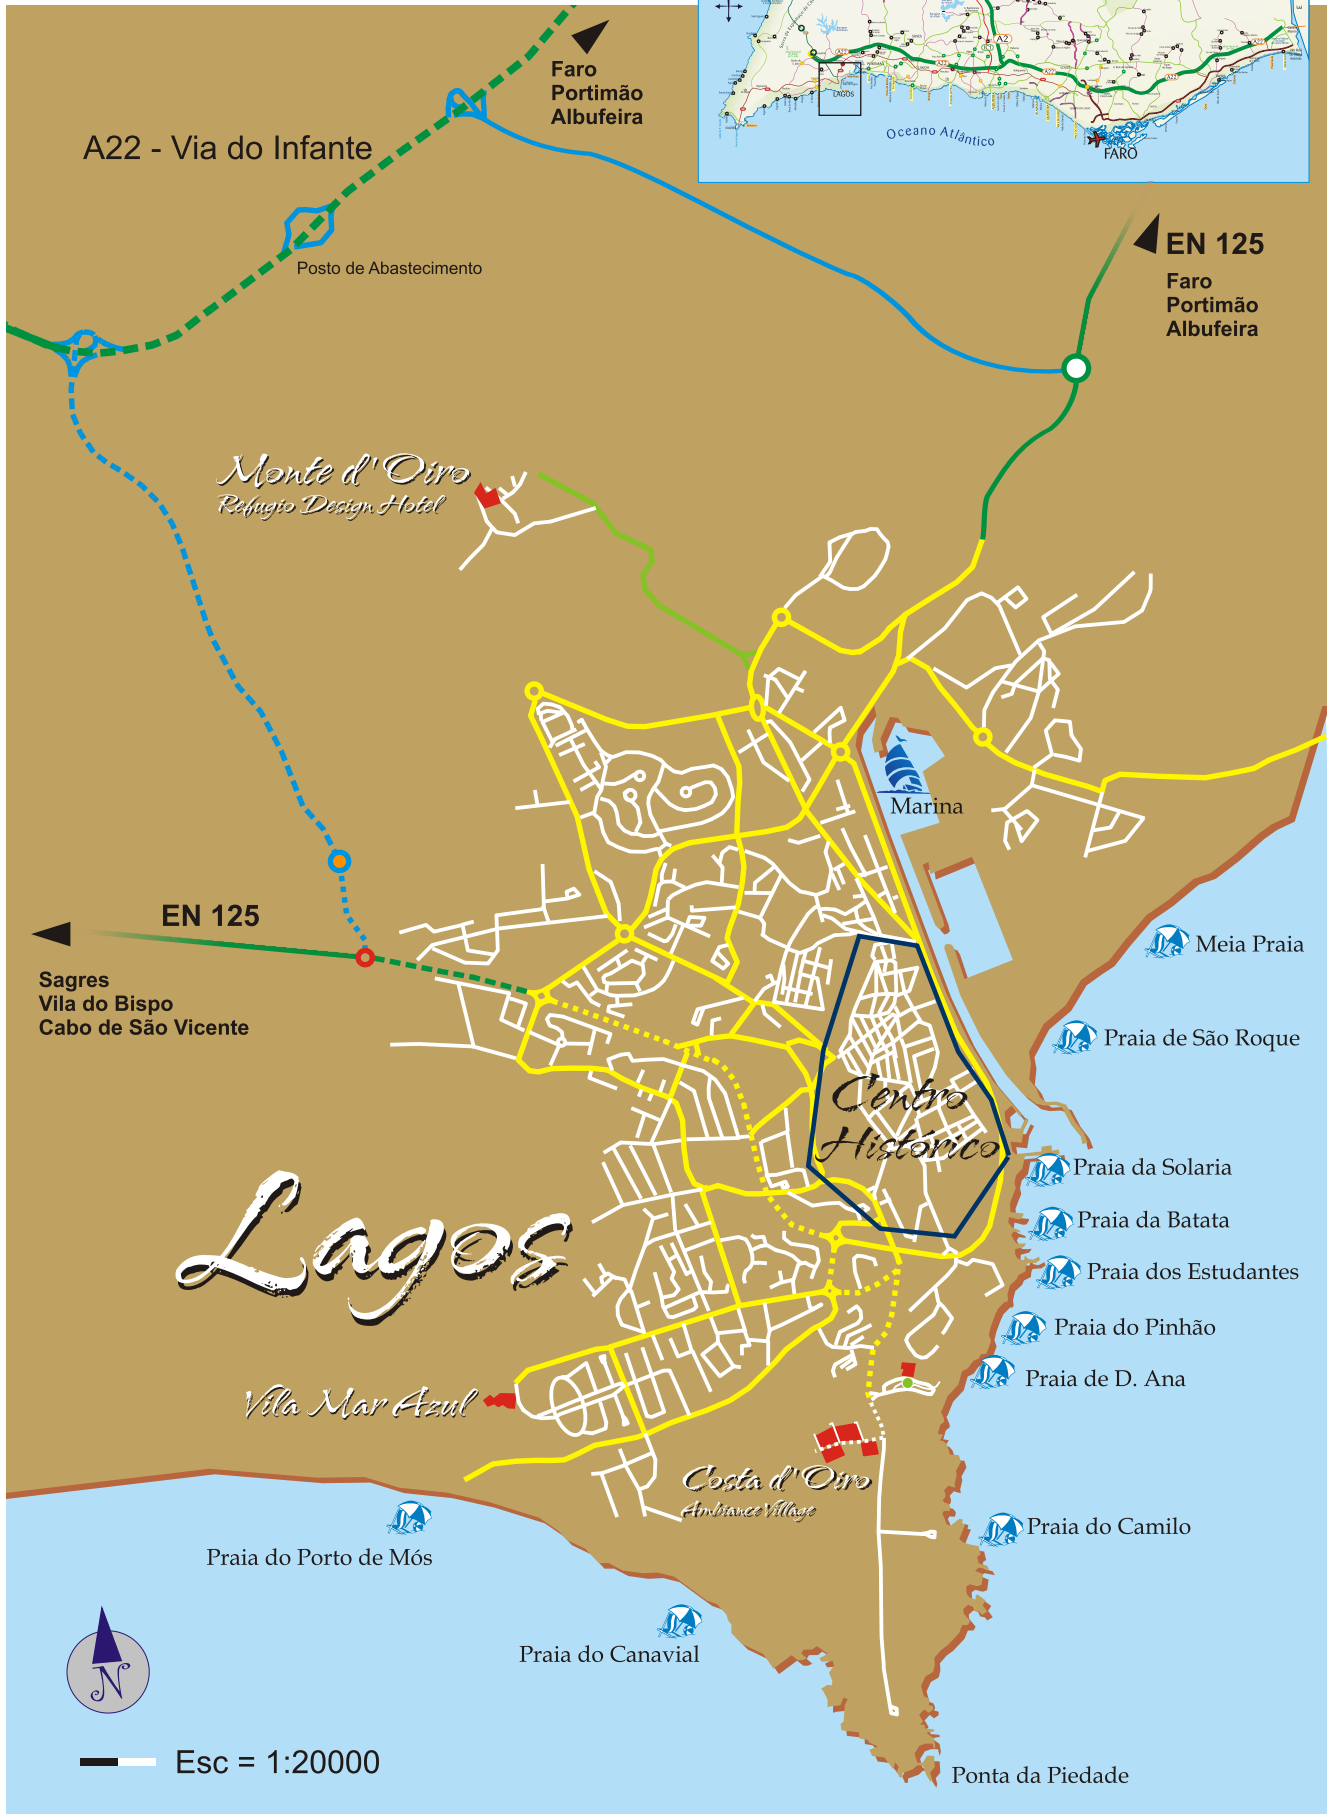 Faro
Portimão
Albufeira
A22 - Via do Infante
Posto de Abastecimento
A2
LAGOS
Oceano Atlântico
FARO
EN 125
Faro
Portimão
Albufeira
Monte d'Oiro
Refugio Design Hotel
Marina
EN 125
Sagres
Vila do Bispo
Cabo de São Vicente
Meia Praia
Praia de São Roque
Centro
Histórico
Praia da Solaria
Praia da Batata
Praia dos Estudantes
Lagos
Praia do Pinhão
Praia de D. Ana
Vila Mar Azul
Costa d'Oiro
Ambiance Village
Praia do Camilo
Praia do Porto de Mós
Praia do Canavial
N
Esc = 1:20000
Ponta da Piedade